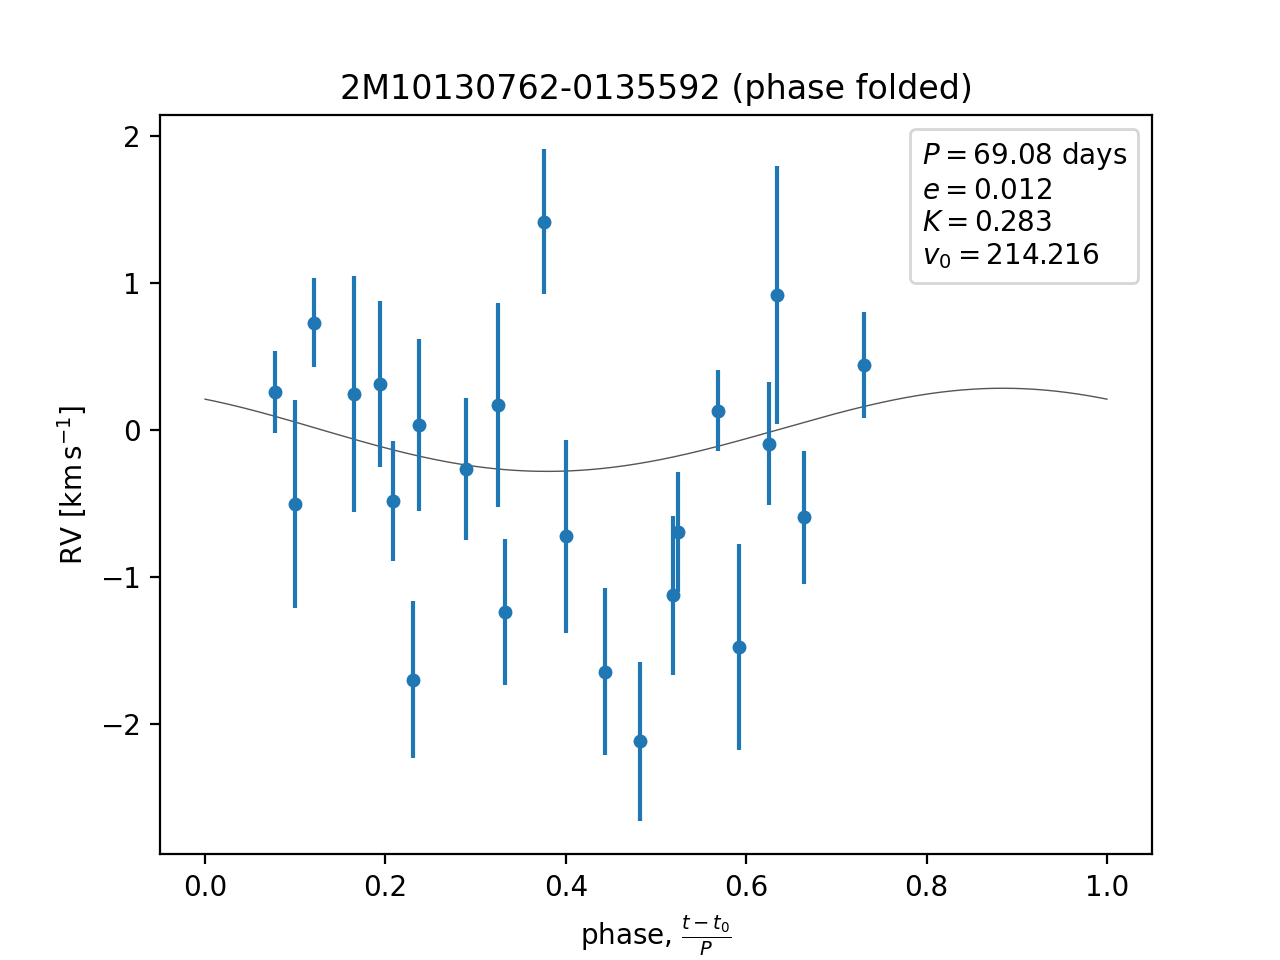 2M10130762-0135592 (phase folded)
P = 69.08 days
e = 0.012
K = 0.283
v₀ = 214.216
RV [km s⁻¹]
2
1
0
−1
−2
0.0 0.2 0.4 0.6 0.8 1.0
phase, (t − t₀)/P